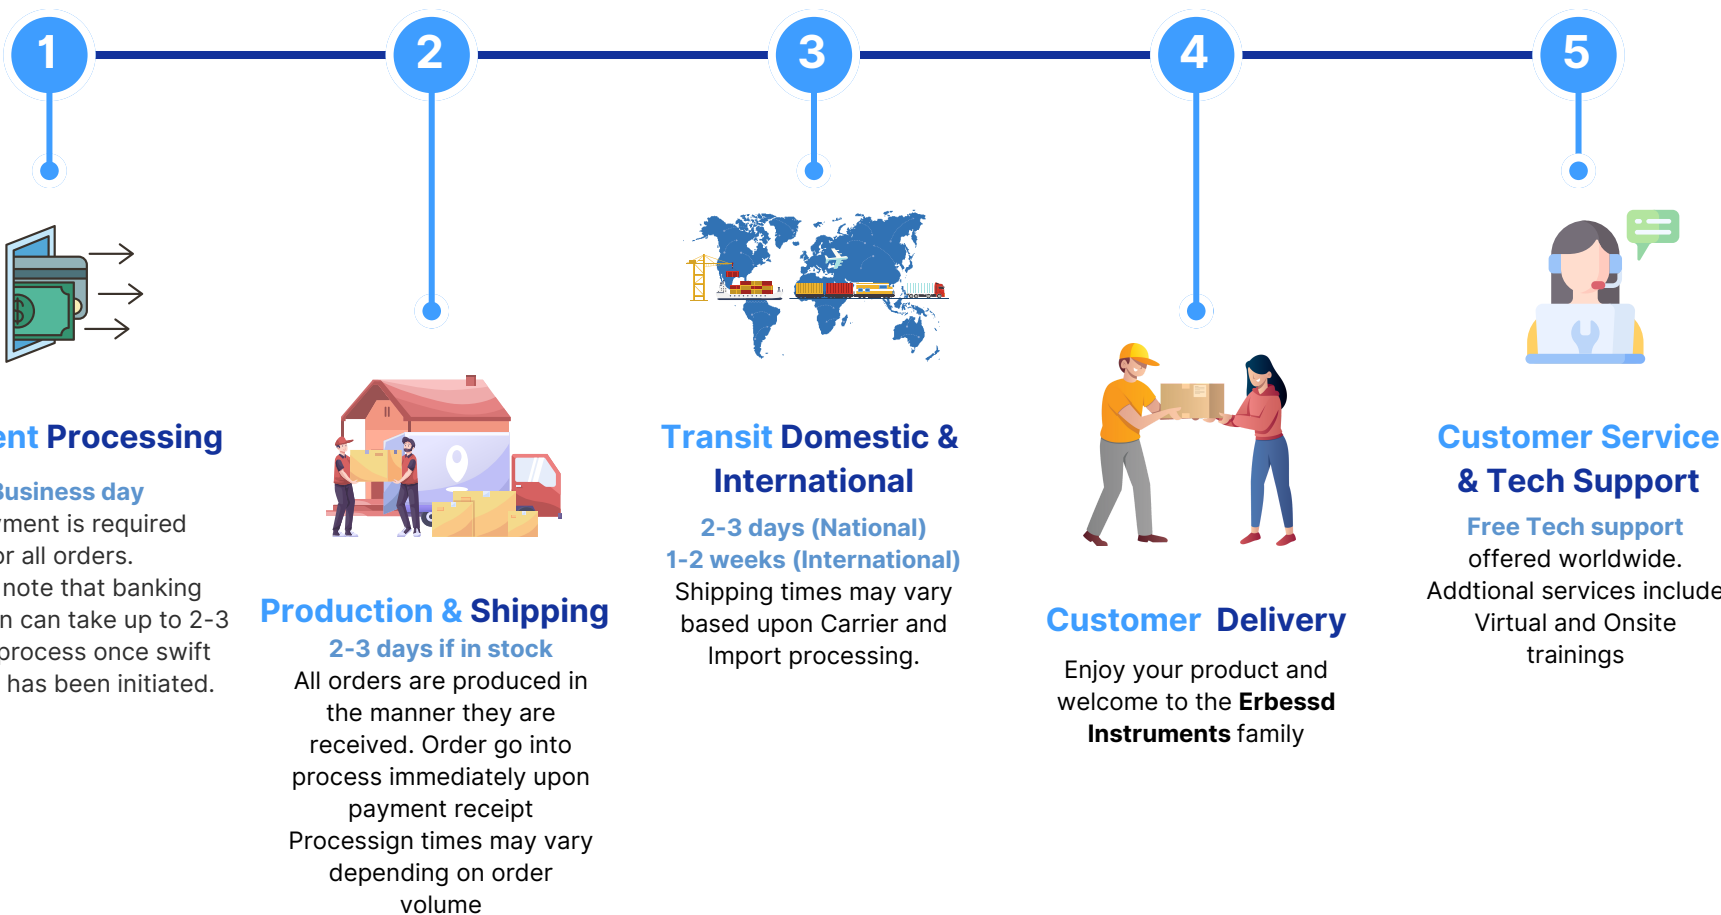 1
2
3
4
5
ent Processing
Business day
yment is required
or all orders.
note that banking
n can take up to 2-3
process once swift
has been initiated.
Production & Shipping
2-3 days if in stock
All orders are produced in
the manner they are
received. Order go into
process immediately upon
payment receipt
Processign times may vary
depending on order
volume
Transit Domestic &
International
2-3 days (National)
1-2 weeks (International)
Shipping times may vary
based upon Carrier and
Import processing.
Customer Delivery
Enjoy your product and
welcome to the Erbessd
Instruments family
Customer Service
& Tech Support
Free Tech support
offered worldwide.
Addtional services include
Virtual and Onsite
trainings